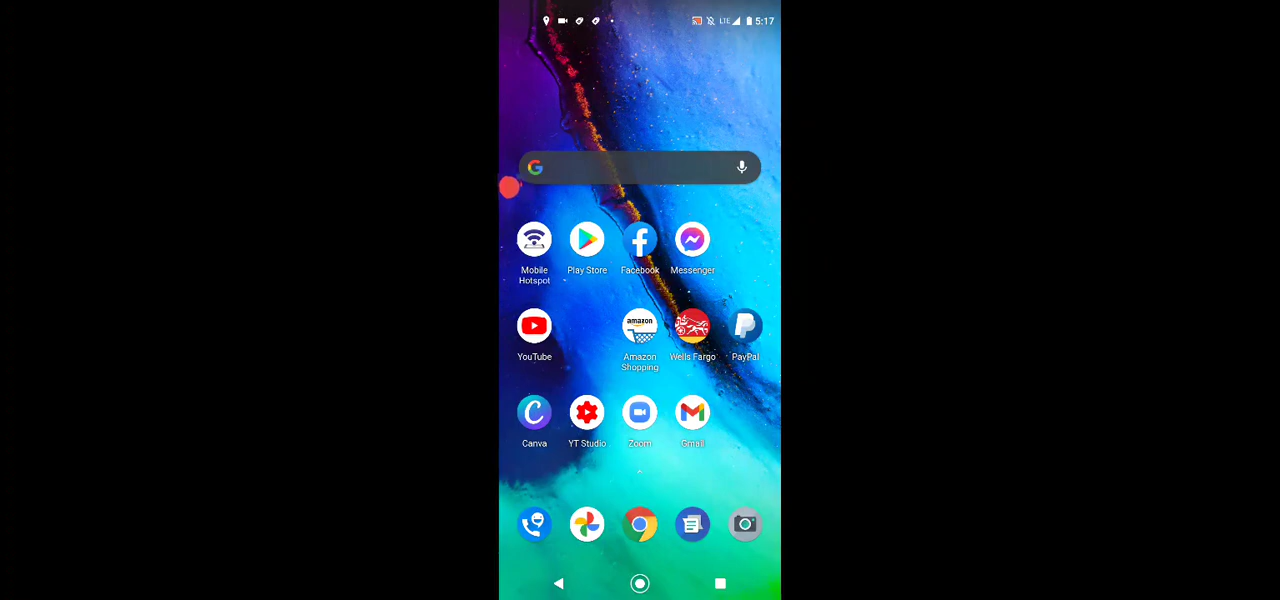 LTE 5:17
Mobile Hotspot
Play Store
Facebook
Messenger
YouTube
amazon
Amazon Shopping
Wells Fargo
PayPal
Canva
YT Studio
Zoom
Gmail